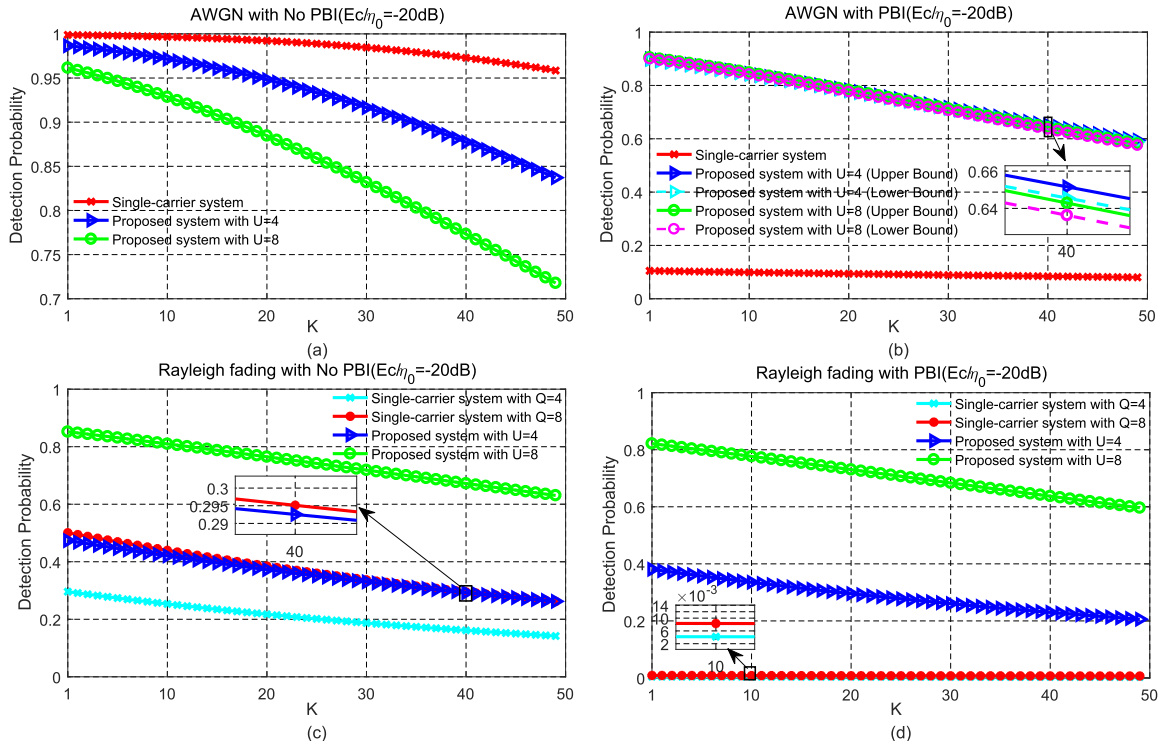 AWGN with No PBI(Ec/η0=-20dB)
1
0.95
0.9
0.85
0.8
0.75
0.7
Detection Probability
Single-carrier system
Proposed system with U=4
Proposed system with U=8
1
10
20
30
40
50
K
(a)
AWGN with PBI(Ec/η0=-20dB)
1
0.8
0.6
0.4
0.2
0
Detection Probability
Single-carrier system
Proposed system with U=4 (Upper Bound)
Proposed system with U=4 (Lower Bound)
Proposed system with U=8 (Upper Bound)
Proposed system with U=8 (Lower Bound)
0.66
0.64
40
1
10
20
30
40
50
K
(b)
Rayleigh fading with No PBI(Ec/η0=-20dB)
1
0.8
0.6
0.4
0.2
0
Detection Probability
Single-carrier system with Q=4
Single-carrier system with Q=8
Proposed system with U=4
Proposed system with U=8
0.3
0.295
0.29
40
1
10
20
30
40
50
K
(c)
Rayleigh fading with PBI(Ec/η0=-20dB)
1
0.8
0.6
0.4
0.2
0
Detection Probability
Single-carrier system with Q=4
Single-carrier system with Q=8
Proposed system with U=4
Proposed system with U=8
×10-3
14
10
6
2
10
1
10
20
30
40
50
K
(d)